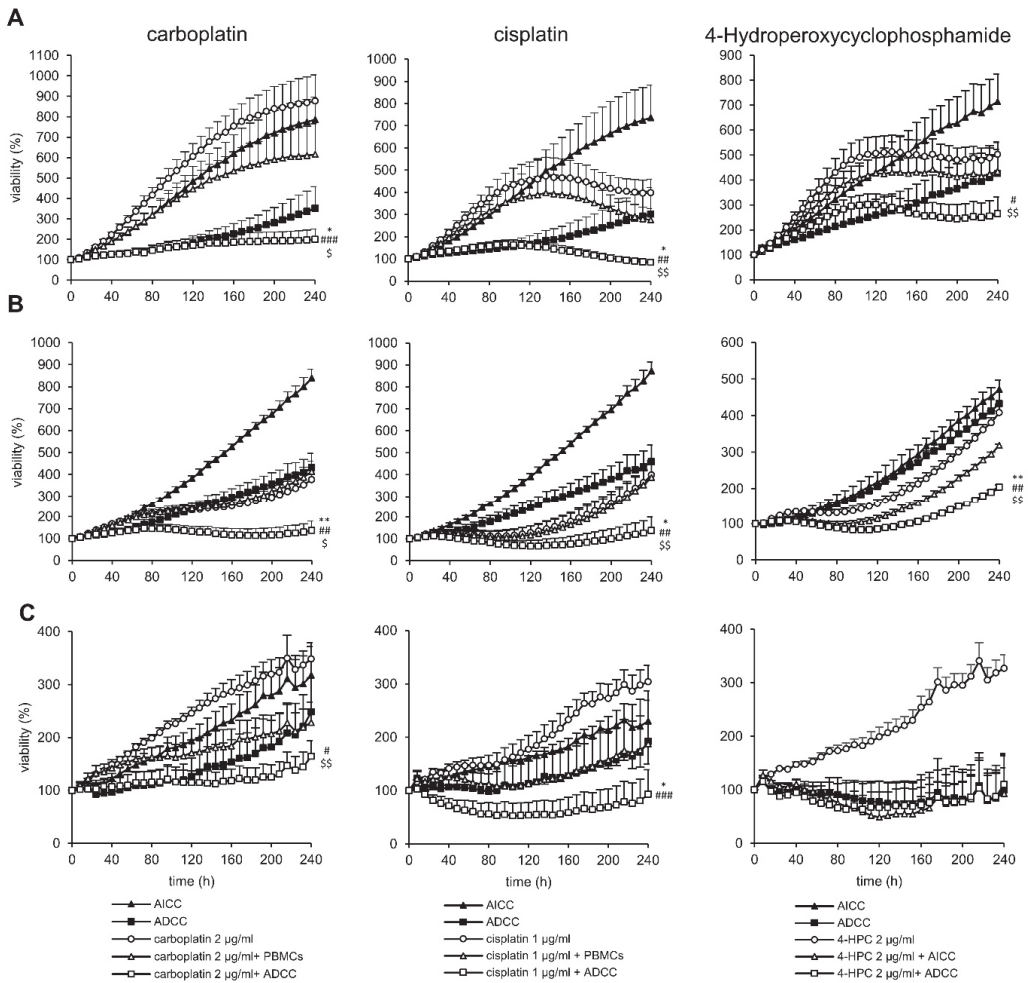 A
carboplatin
cisplatin
4-Hydroperoxycyclophosphamide
viability (%)
1100
1000
900
800
700
600
500
400
300
200
100
0
0 40 80 120 160 200 240
*
###
$
1000
900
800
700
600
500
400
300
200
100
0
0 40 80 120 160 200 240
*
##
$$
900
800
700
600
500
400
300
200
100
0
0 40 80 120 160 200 240
#
$$
B
viability (%)
1000
900
800
700
600
500
400
300
200
100
0
0 40 80 120 160 200 240
**
##
$
1000
900
800
700
600
500
400
300
200
100
0
0 40 80 120 160 200 240
*
##
$$
600
500
400
300
200
100
0
0 40 80 120 160 200 240
**
##
$$
C
viability (%)
400
300
200
100
0
0 40 80 120 160 200 240
time (h)
#
$$
400
300
200
100
0
0 40 80 120 160 200 240
time (h)
*
###
400
300
200
100
0
0 40 80 120 160 200 240
time (h)
AICC
ADCC
carboplatin 2 µg/ml
carboplatin 2 µg/ml+ PBMCs
carboplatin 2 µg/ml+ ADCC
AICC
ADCC
cisplatin 1 µg/ml
cisplatin 1 µg/ml + PBMCs
cisplatin 1 µg/ml + ADCC
AICC
ADCC
4-HPC 2 µg/ml
4-HPC 2 µg/ml + AICC
4-HPC 2 µg/ml+ ADCC